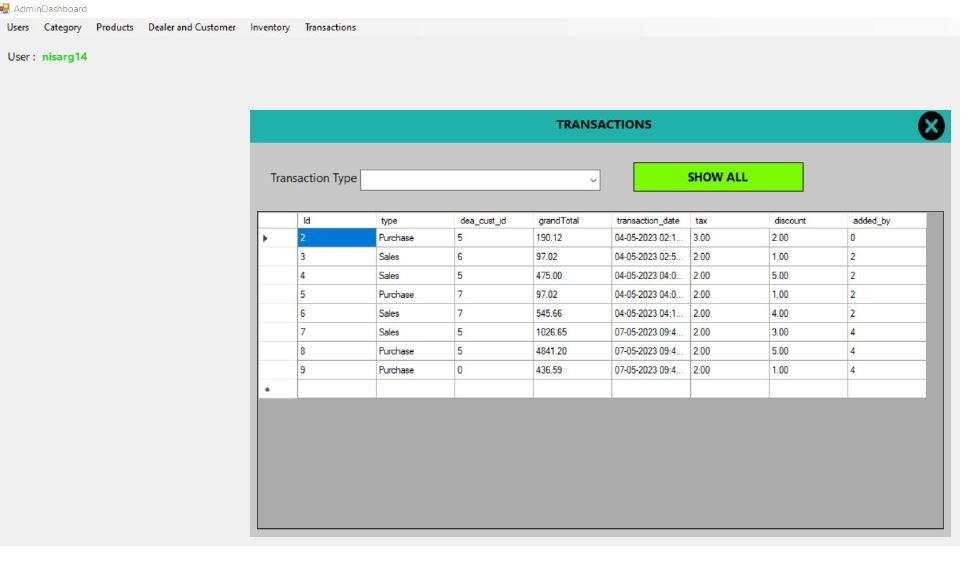 AdminDashboard
Users Category Products Dealer and Customer Inventory Transactions
User : nisarg14
TRANSACTIONS
Transaction Type SHOW ALL
Id type dea_cust_id grandTotal transaction_date tax discount added_by
2 Purchase 5 190.12 04-05-2023 02:1... 3.00 2.00 0
3 Sales 6 97.02 04-05-2023 02:5... 2.00 1.00 2
4 Sales 5 475.00 04-05-2023 04:0... 2.00 5.00 2
5 Purchase 7 97.02 04-05-2023 04:0... 2.00 1.00 2
6 Sales 7 545.66 04-05-2023 04:1... 2.00 4.00 2
7 Sales 5 1026.65 07-05-2023 09:4... 2.00 3.00 4
8 Purchase 5 4841.20 07-05-2023 09:4... 2.00 5.00 4
9 Purchase 0 436.59 07-05-2023 09:4... 2.00 1.00 4